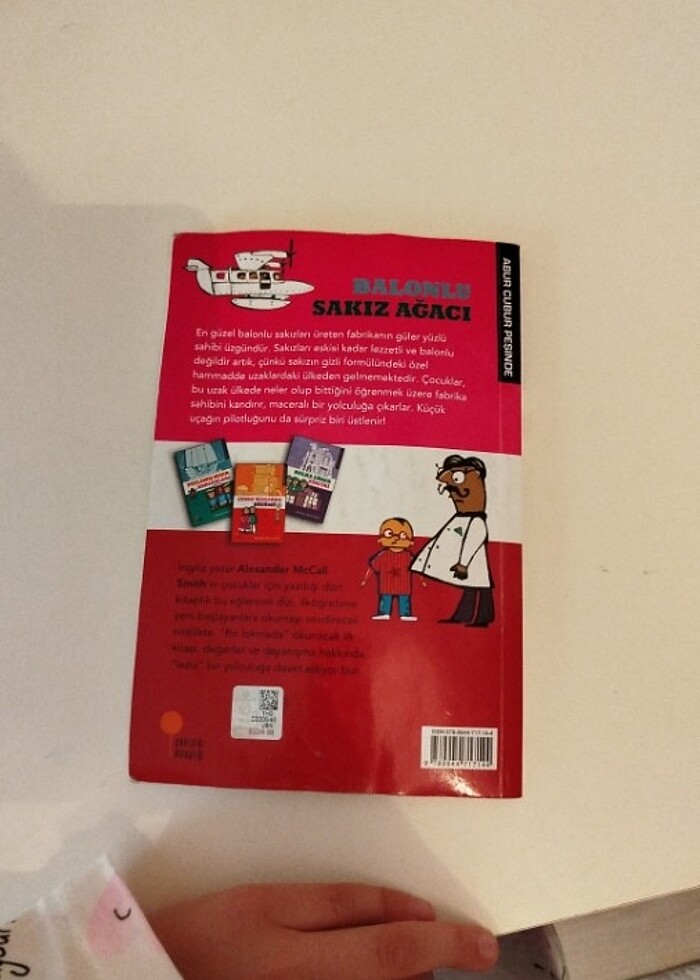 ABUR CUBUR PEŞİNDE
BALONLU
SAKIZ AĞACI
En güzel balonlu sakızları üreten fabrikanın güler yüzlü
sahibi üzgündür. Sakızları eskisi kadar lezzetli ve balonlu
değildir artık, çünkü sakızın gizli formülündeki özel
hammadde uzaklardaki ülkeden gelmemektedir. Çocuklar,
bu uzak ülkede neler olup bittiğini öğrenmek üzere fabrika
sahibini kandırır, maceralı bir yolculuğa çıkarlar. Küçük
uçağın pilotluğunu da sürpriz biri üstlenir!
İngiliz yazar Alexander McCall
Smith'in çocuklar için yazdığı dört
kitaplık bu eğlenceli dizi, ilköğretime
yeni başlayanlara okumayı sevdirecek
nitelikte. "Bir lokmada" okunacak ilk
kitap, değerler ve dayanışma hakkında
bir yolculuğa davet ediyor bizi.
günışığı
kitaplığı